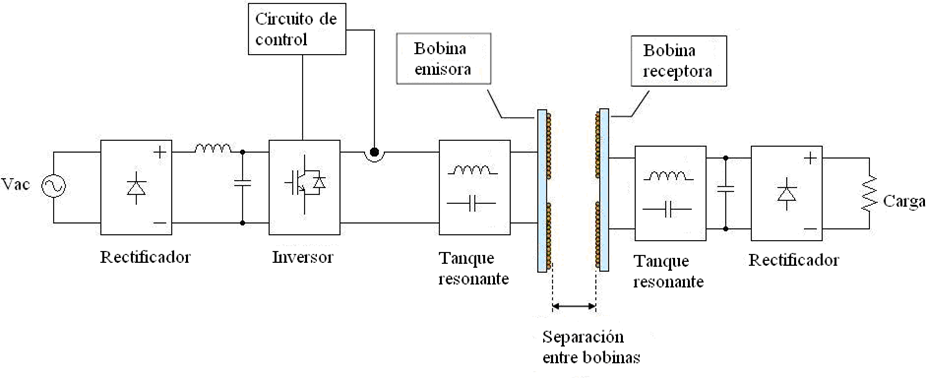 Circuito de
control
Bobina
emisora
Bobina
receptora
Vac
+
−
+
−
Carga
Rectificador
Inversor
Tanque
resonante
Tanque
resonante
Rectificador
Separación
entre bobinas